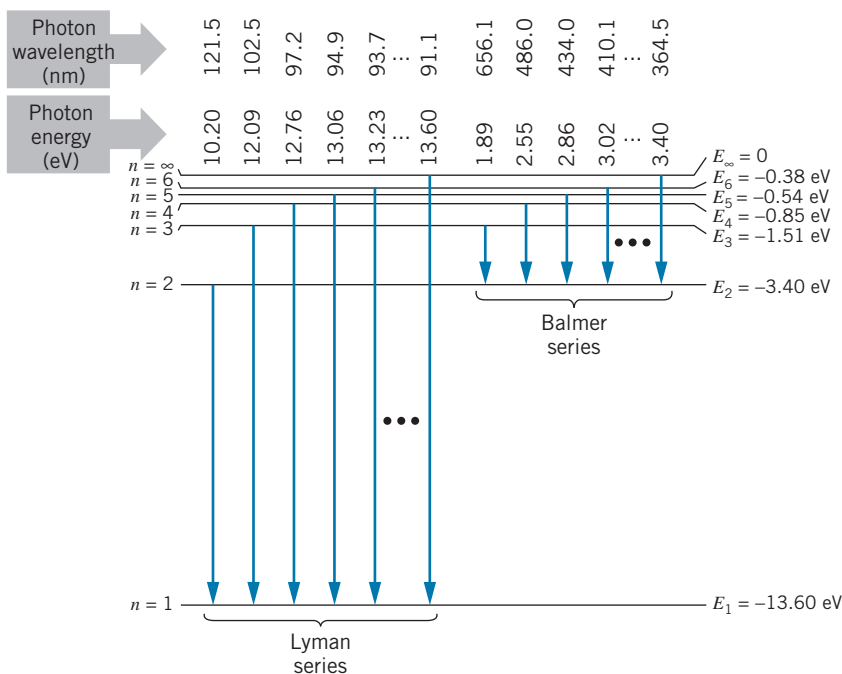 Photon
wavelength
(nm)
121.5
102.5
97.2
94.9
93.7
...
91.1
656.1
486.0
434.0
410.1
...
364.5
Photon
energy
(eV)
10.20
12.09
12.76
13.06
13.23
...
13.60
1.89
2.55
2.86
3.02
...
3.40
n = ∞
n = 6
n = 5
n = 4
n = 3
n = 2
n = 1
E∞ = 0
E6 = −0.38 eV
E5 = −0.54 eV
E4 = −0.85 eV
E3 = −1.51 eV
E2 = −3.40 eV
Balmer
series
E1 = −13.60 eV
Lyman
series